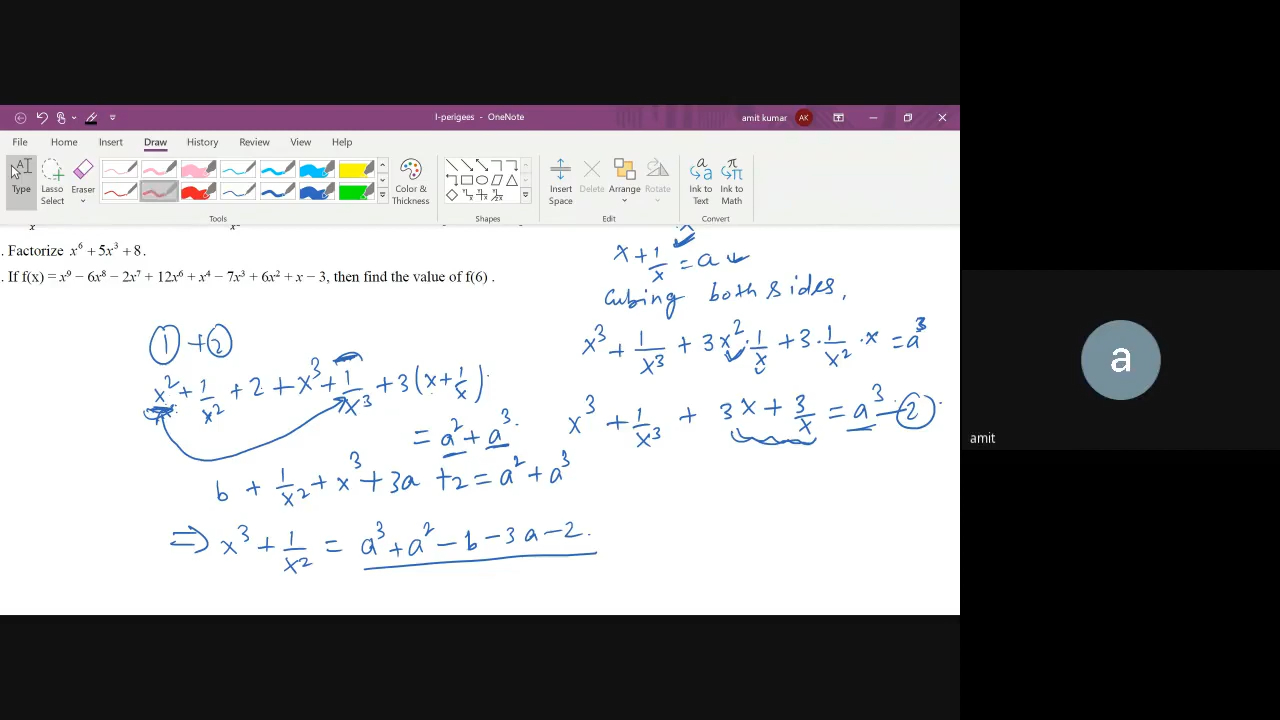 I-perigees - OneNote
amit kumar AK
File Home Insert Draw History Review View Help
Type
Lasso Select
Eraser
Color & Thickness
Insert Space
Delete
Arrange
Rotate
Ink to Text
Ink to Math
Tools
Shapes
Edit
Convert
. Factorize x⁶ + 5x³ + 8.
. If f(x) = x⁹ − 6x⁸ − 2x⁷ + 12x⁶ + x⁴ − 7x³ + 6x² + x − 3, then find the value of f(6) .
① + ②
x² + 1/x² + 2 + x³ + 1/x³ + 3(x + 1/x)
= a² + a³.
b + 1/x² + x³ + 3a + 2 = a² + a³
⇒ x³ + 1/x² = a³ + a² − b − 3a − 2.
x + 1/x = a
Cubing both sides,
x³ + 1/x³ + 3x²·1/x + 3·1/x²·x = a³
x³ + 1/x³ + 3x + 3/x = a³ — ②.
a
amit